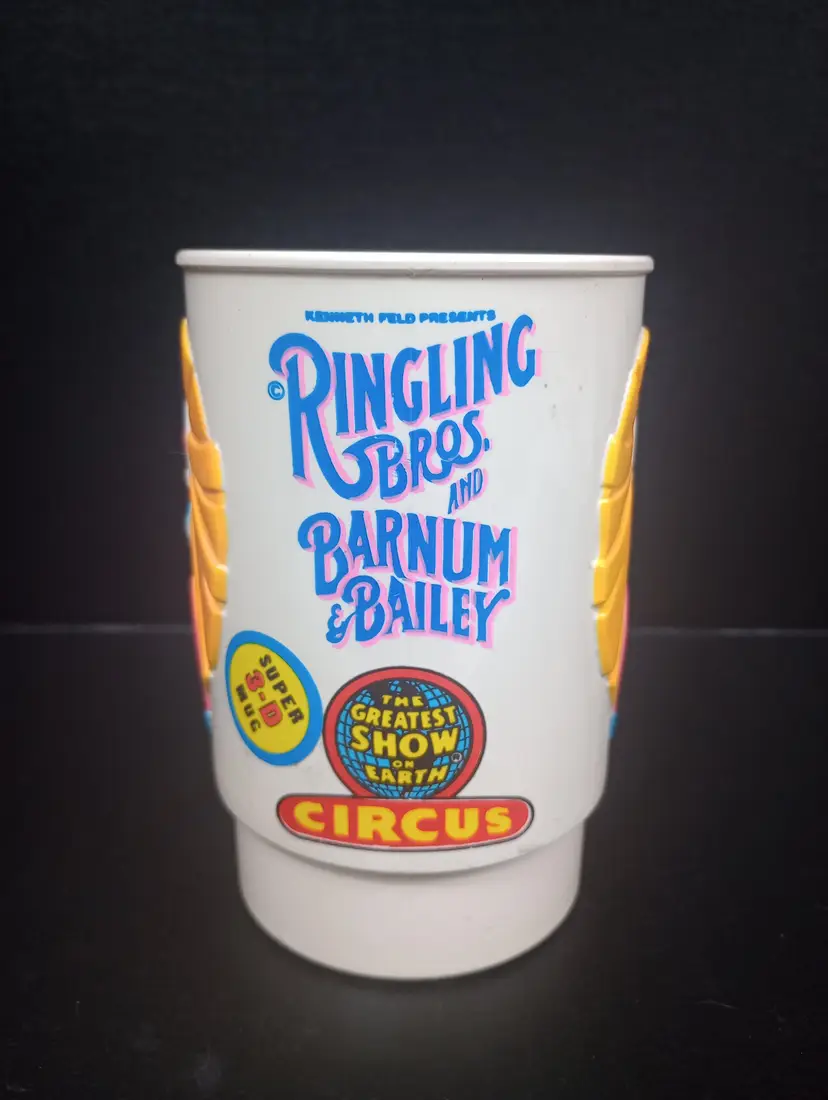 KENNETH FELD PRESENTS
© RINGLING
BROS.
AND
BARNUM
& BAILEY
SUPER
3-D
MUG
THE
GREATEST
SHOW
ON
EARTH®
CIRCUS